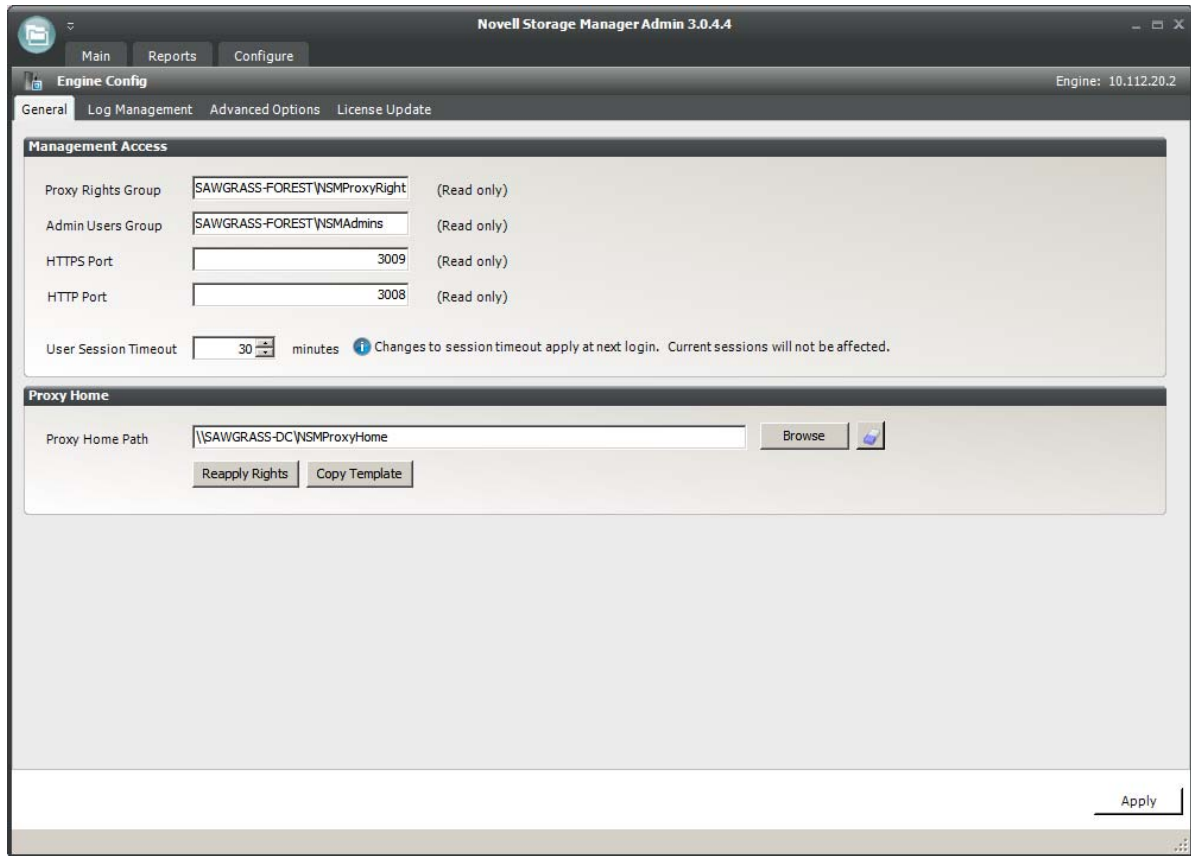 Novell Storage Manager Admin 3.0.4.4
Main Reports Configure
Engine Config Engine: 10.112.20.2
General Log Management Advanced Options License Update
Management Access
Proxy Rights Group SAWGRASS-FOREST\NSMProxyRight (Read only)
Admin Users Group SAWGRASS-FOREST\NSMAdmins (Read only)
HTTPS Port 3009 (Read only)
HTTP Port 3008 (Read only)
User Session Timeout 30 minutes Changes to session timeout apply at next login. Current sessions will not be affected.
Proxy Home
Proxy Home Path \\SAWGRASS-DC\NSMProxyHome Browse
Reapply Rights Copy Template
Apply